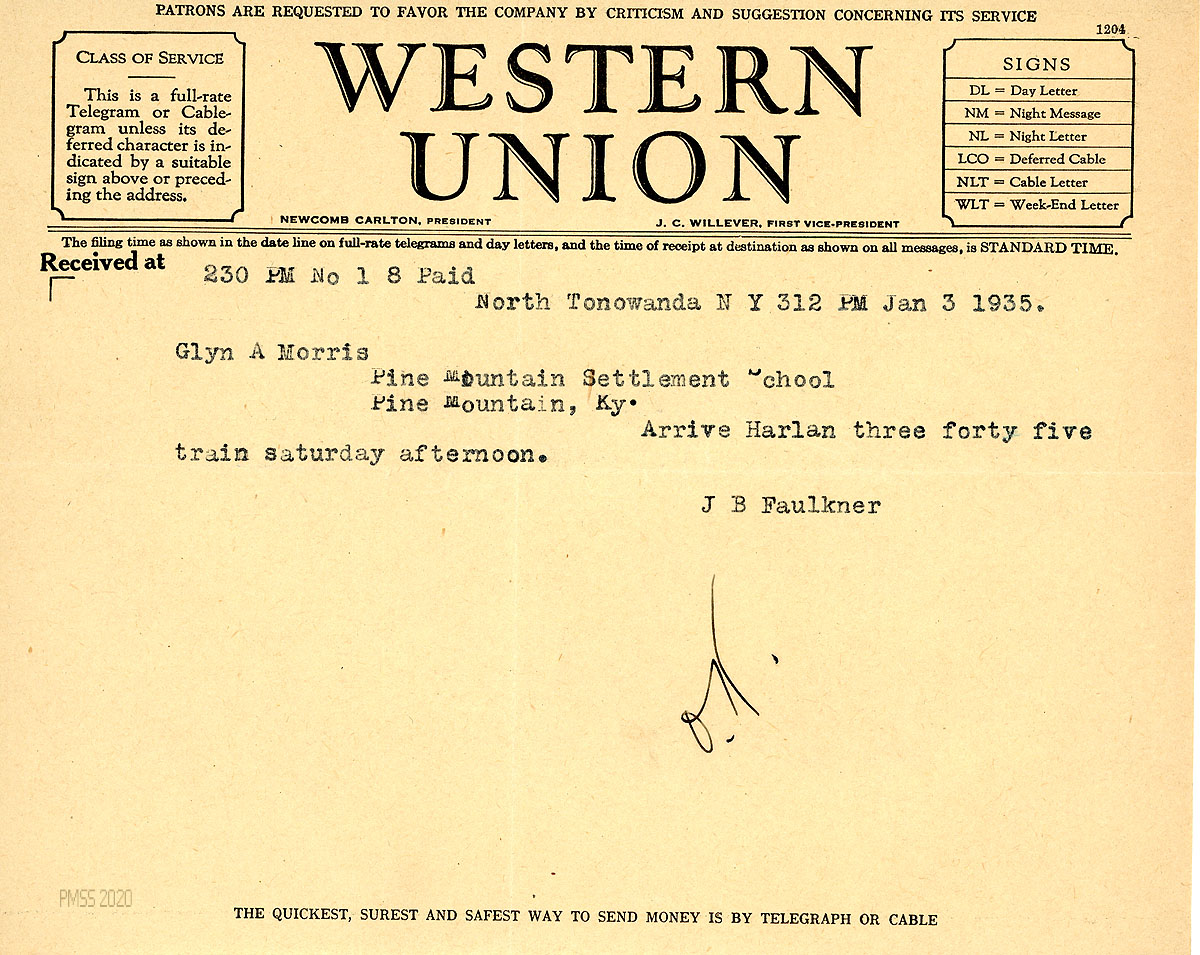 PATRONS ARE REQUESTED TO FAVOR THE COMPANY BY CRITICISM AND SUGGESTION CONCERNING ITS SERVICE
1204
CLASS OF SERVICE
This is a full-rate
Telegram or Cable-
gram unless its de-
ferred character is in-
dicated by a suitable
sign above or preced-
ing the address.
WESTERN
UNION
NEWCOMB CARLTON, PRESIDENT
J. C. WILLEVER, FIRST VICE-PRESIDENT
SIGNS
DL = Day Letter
NM = Night Message
NL = Night Letter
LCO = Deferred Cable
NLT = Cable Letter
WLT = Week-End Letter
The filing time as shown in the date line on full-rate telegrams and day letters, and the time of receipt at destination as shown on all messages, is STANDARD TIME.
Received at
230 PM No 1 8 Paid
North Tonowanda N Y 312 PM Jan 3 1935.
Glyn A Morris
Pine Mountain Settlement School
Pine Mountain, Ky.
Arrive Harlan three forty five
train saturday afternoon.
J B Faulkner
O.K.
PMSS 2020
THE QUICKEST, SUREST AND SAFEST WAY TO SEND MONEY IS BY TELEGRAPH OR CABLE